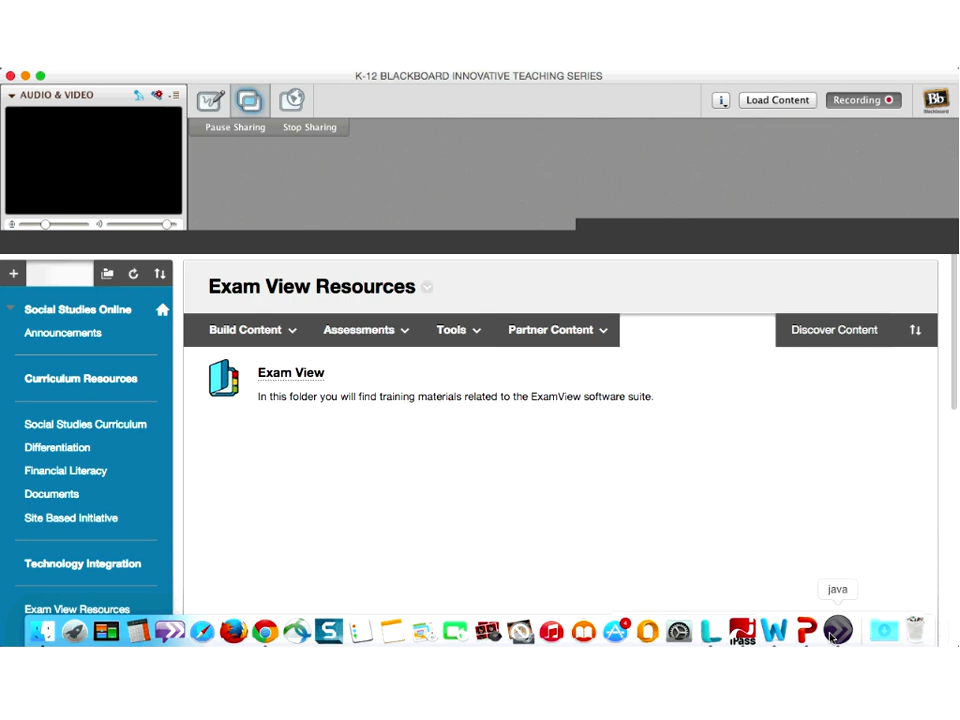 K-12 BLACKBOARD INNOVATIVE TEACHING SERIES
AUDIO & VIDEO
Load Content
Recording
Bb
Blackboard
Pause Sharing Stop Sharing
Exam View Resources
Social Studies Online
Announcements
Curriculum Resources
Social Studies Curriculum
Differentiation
Financial Literacy
Documents
Site Based Initiative
Technology Integration
Exam View Resources
Build Content Assessments Tools Partner Content Discover Content
Exam View
In this folder you will find training materials related to the ExamView software suite.
java
iPass